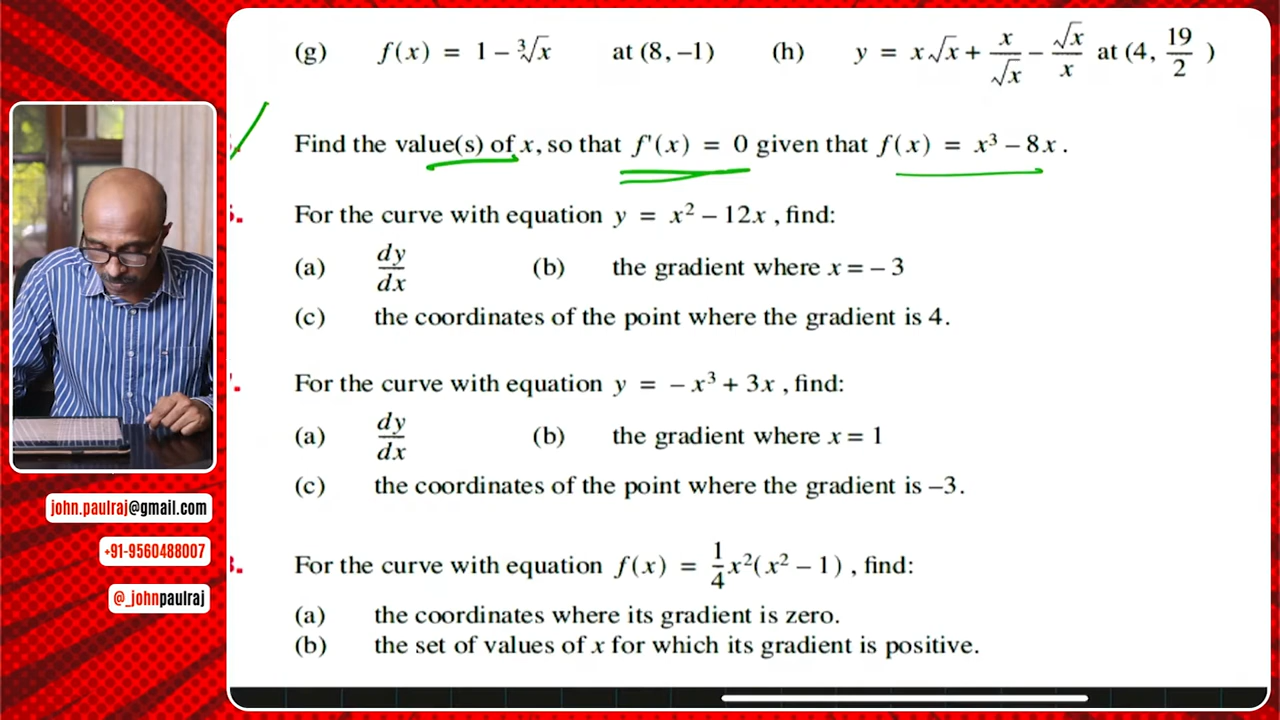 (g) f(x) = 1 – ∛x at (8, –1) (h) y = x√x + x/√x – √x/x at (4, 19/2 )
Find the value(s) of x, so that f'(x) = 0 given that f(x) = x³ – 8x.
For the curve with equation y = x² – 12x , find:
(a) dy/dx (b) the gradient where x = – 3
(c) the coordinates of the point where the gradient is 4.
For the curve with equation y = – x³ + 3x , find:
(a) dy/dx (b) the gradient where x = 1
(c) the coordinates of the point where the gradient is –3.
For the curve with equation f(x) = 1/4x²(x² – 1) , find:
(a) the coordinates where its gradient is zero.
(b) the set of values of x for which its gradient is positive.
john.paulraj@gmail.com
+91-9560488007
@_johnpaulraj